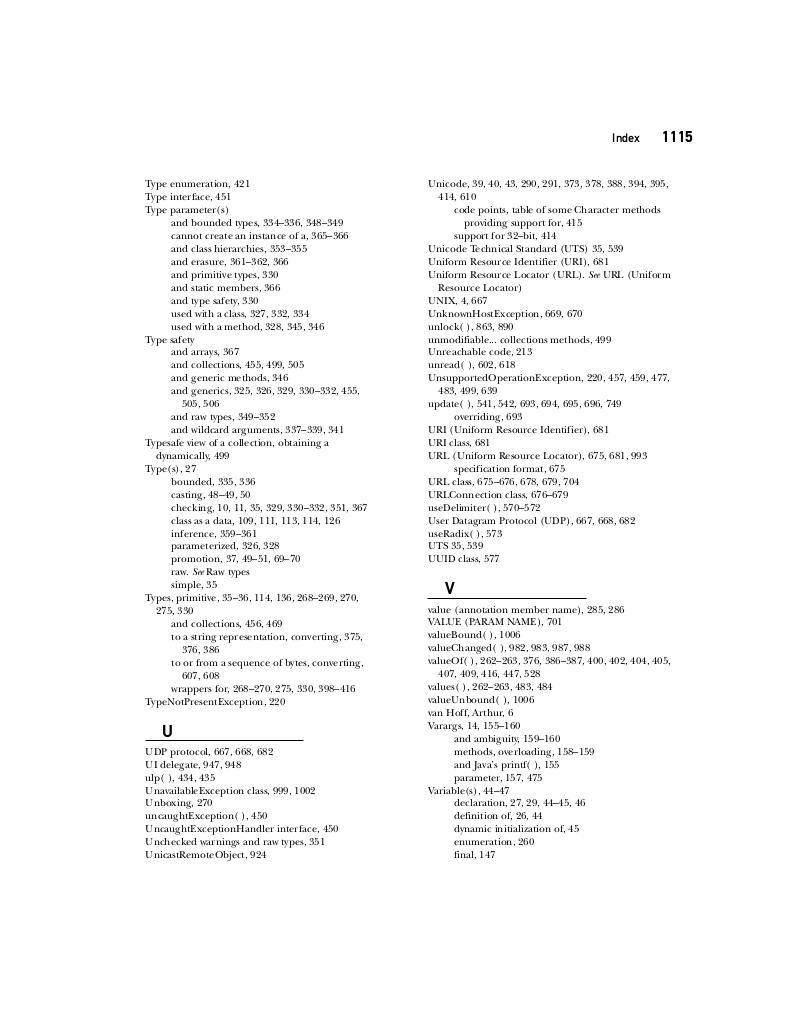 Index 1115
Type enumeration, 421
Type interface, 451
Type parameter(s)
and bounded types, 334–336, 348–349
cannot create an instance of a, 365–366
and class hierarchies, 353–355
and erasure, 361–362, 366
and primitive types, 330
and static members, 366
and type safety, 330
used with a class, 327, 332, 334
used with a method, 328, 345, 346
Type safety
and arrays, 367
and collections, 455, 499, 505
and generic methods, 346
and generics, 325, 326, 329, 330–332, 455,
505, 506
and raw types, 349–352
and wildcard arguments, 337–339, 341
Typesafe view of a collection, obtaining a
dynamically, 499
Type(s), 27
bounded, 335, 336
casting, 48–49, 50
checking, 10, 11, 35, 329, 330–332, 351, 367
class as a data, 109, 111, 113, 114, 126
inference, 359–361
parameterized, 326, 328
promotion, 37, 49–51, 69–70
raw. See Raw types
simple, 35
Types, primitive, 35–36, 114, 136, 268–269, 270,
275, 330
and collections, 456, 469
to a string representation, converting, 375,
376, 386
to or from a sequence of bytes, converting,
607, 608
wrappers for, 268–270, 275, 330, 398–416
TypeNotPresentException, 220
U
UDP protocol, 667, 668, 682
UI delegate, 947, 948
ulp( ), 434, 435
UnavailableException class, 999, 1002
Unboxing, 270
uncaughtException( ), 450
UncaughtExceptionHandler interface, 450
Unchecked warnings and raw types, 351
UnicastRemoteObject, 924
Unicode, 39, 40, 43, 290, 291, 373, 378, 388, 394, 395,
414, 610
code points, table of some Character methods
providing support for, 415
support for 32–bit, 414
Unicode Technical Standard (UTS) 35, 539
Uniform Resource Identifier (URI), 681
Uniform Resource Locator (URL). See URL (Uniform
Resource Locator)
UNIX, 4, 667
UnknownHostException, 669, 670
unlock( ), 863, 890
unmodifiable... collections methods, 499
Unreachable code, 213
unread( ), 602, 618
UnsupportedOperationException, 220, 457, 459, 477,
483, 499, 639
update( ), 541, 542, 693, 694, 695, 696, 749
overriding, 693
URI (Uniform Resource Identifier), 681
URI class, 681
URL (Uniform Resource Locator), 675, 681, 993
specification format, 675
URL class, 675–676, 678, 679, 704
URLConnection class, 676–679
useDelimiter( ), 570–572
User Datagram Protocol (UDP), 667, 668, 682
useRadix( ), 573
UTS 35, 539
UUID class, 577
V
value (annotation member name), 285, 286
VALUE (PARAM NAME), 701
valueBound( ), 1006
valueChanged( ), 982, 983, 987, 988
valueOf( ), 262–263, 376, 386–387, 400, 402, 404, 405,
407, 409, 416, 447, 528
values( ), 262–263, 483, 484
valueUnbound( ), 1006
van Hoff, Arthur, 6
Varargs, 14, 155–160
and ambiguity, 159–160
methods, overloading, 158–159
and Java's printf( ), 155
parameter, 157, 475
Variable(s), 44–47
declaration, 27, 29, 44–45, 46
definition of, 26, 44
dynamic initialization of, 45
enumeration, 260
final, 147